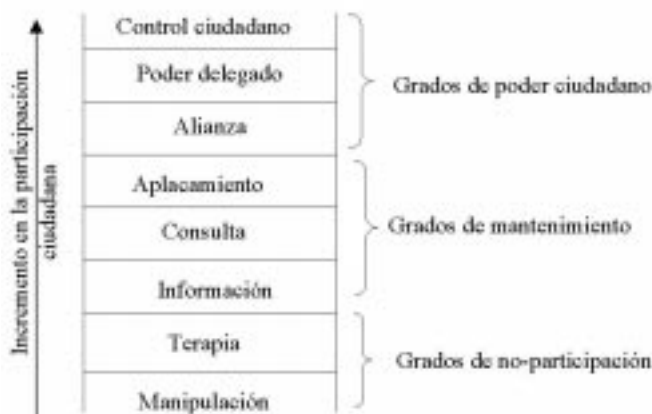 Control ciudadano
Poder delegado
Alianza
Grados de poder ciudadano
Aplacamiento
Consulta
Información
Grados de mantenimiento
Terapia
Manipulación
Grados de no-participación
Incremento en la participación
ciudadana